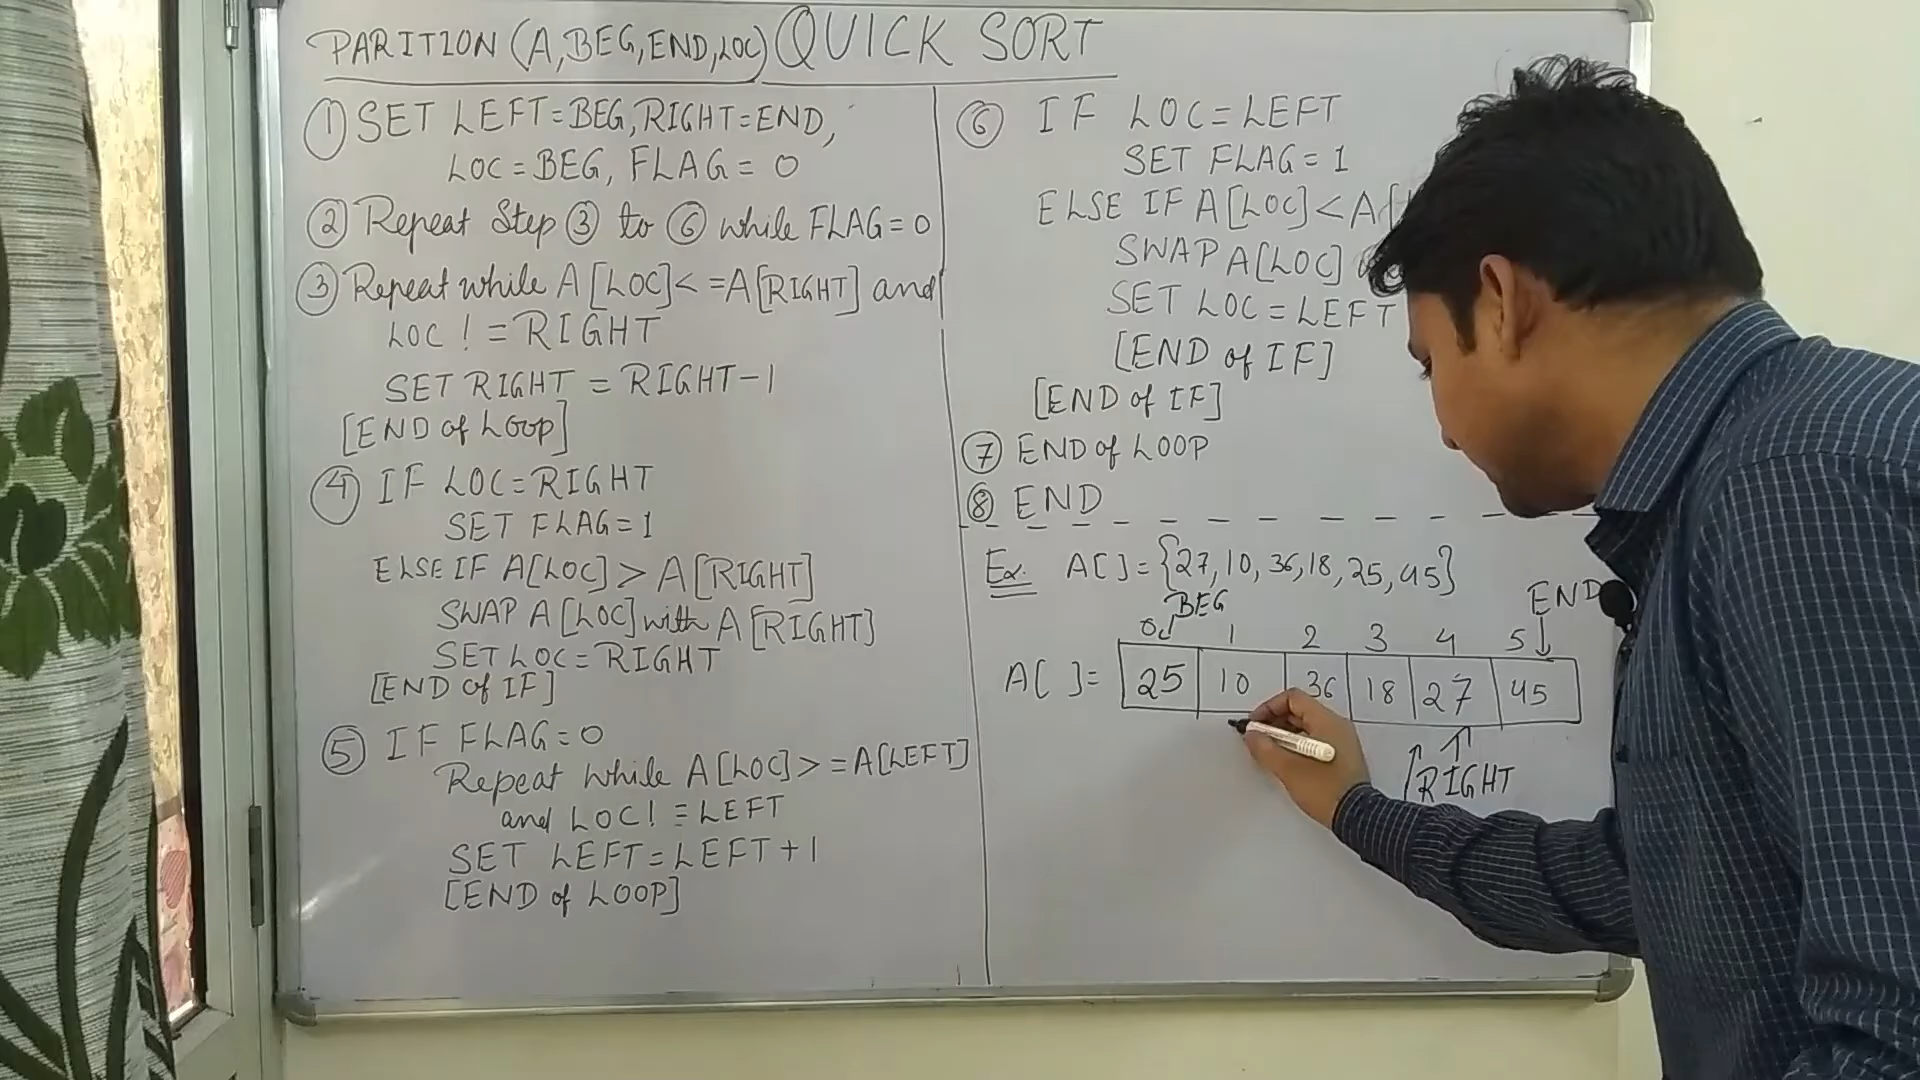 PARITION (A,BEG,END,LOC) QUICK SORT
① SET LEFT=BEG, RIGHT=END,
LOC=BEG, FLAG=0
② Repeat Step ③ to ⑥ while FLAG=0
③ Repeat while A[LOC]<=A[RIGHT] and
LOC!=RIGHT
SET RIGHT=RIGHT-1
[END of LOOP]
④ IF LOC=RIGHT
SET FLAG=1
ELSE IF A[LOC]>A[RIGHT]
SWAP A[LOC] with A[RIGHT]
SET LOC=RIGHT
[END of IF]
⑤ IF FLAG=0
Repeat while A[LOC]>=A[LEFT]
and LOC!=LEFT
SET LEFT=LEFT+1
[END of LOOP]
⑥ IF LOC=LEFT
SET FLAG=1
ELSE IF A[LOC]<A[
SWAP A[LOC]
SET LOC=LEFT
[END of IF]
[END of IF]
⑦ END of LOOP
⑧ END
Ex. A[]={27,10,36,18,25,45}
BEG END
0 1 2 3 4 5
A[ ]= 25 10 36 18 27 45
RIGHT